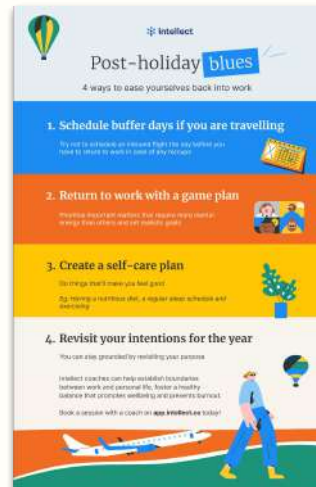 intellect
Post-holiday blues
4 ways to ease yourselves back into work
1. Schedule buffer days if you are travelling
Try not to schedule an inbound flight the day before you
have to return to work in case of any hiccups
2. Return to work with a game plan
Prioritise important matters that require more mental
energy than others and set realistic goals
3. Create a self-care plan
Do things that'll make you feel good
Eg: Having a nutritious diet, a regular sleep schedule and
exercising
4. Revisit your intentions for the year
You can stay grounded by revisiting your purpose
Intellect coaches can help establish boundaries
between work and personal life, foster a healthy
balance that promotes wellbeing and prevents burnout.
Book a session with a coach on app.intellect.co today!